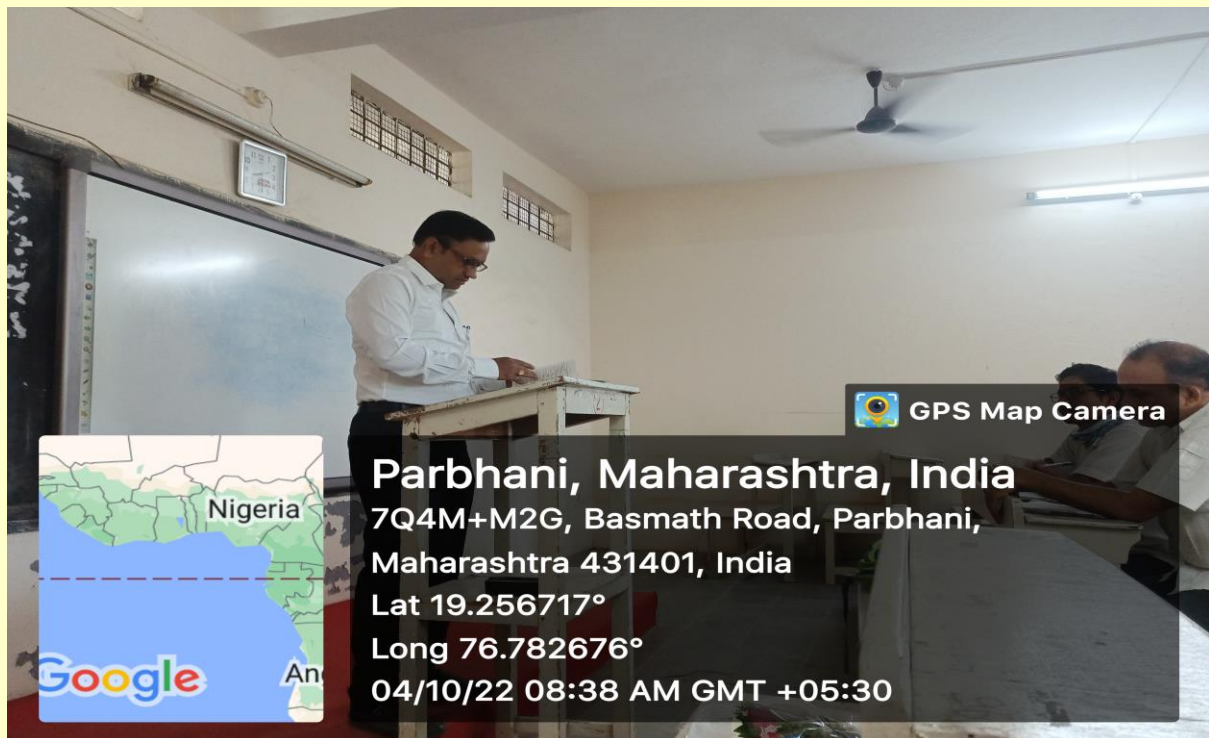 GPS Map Camera
Parbhani, Maharashtra, India
7Q4M+M2G, Basmath Road, Parbhani,
Maharashtra 431401, India
Lat 19.256717°
Long 76.782676°
04/10/22 08:38 AM GMT +05:30
Nigeria
Google
An